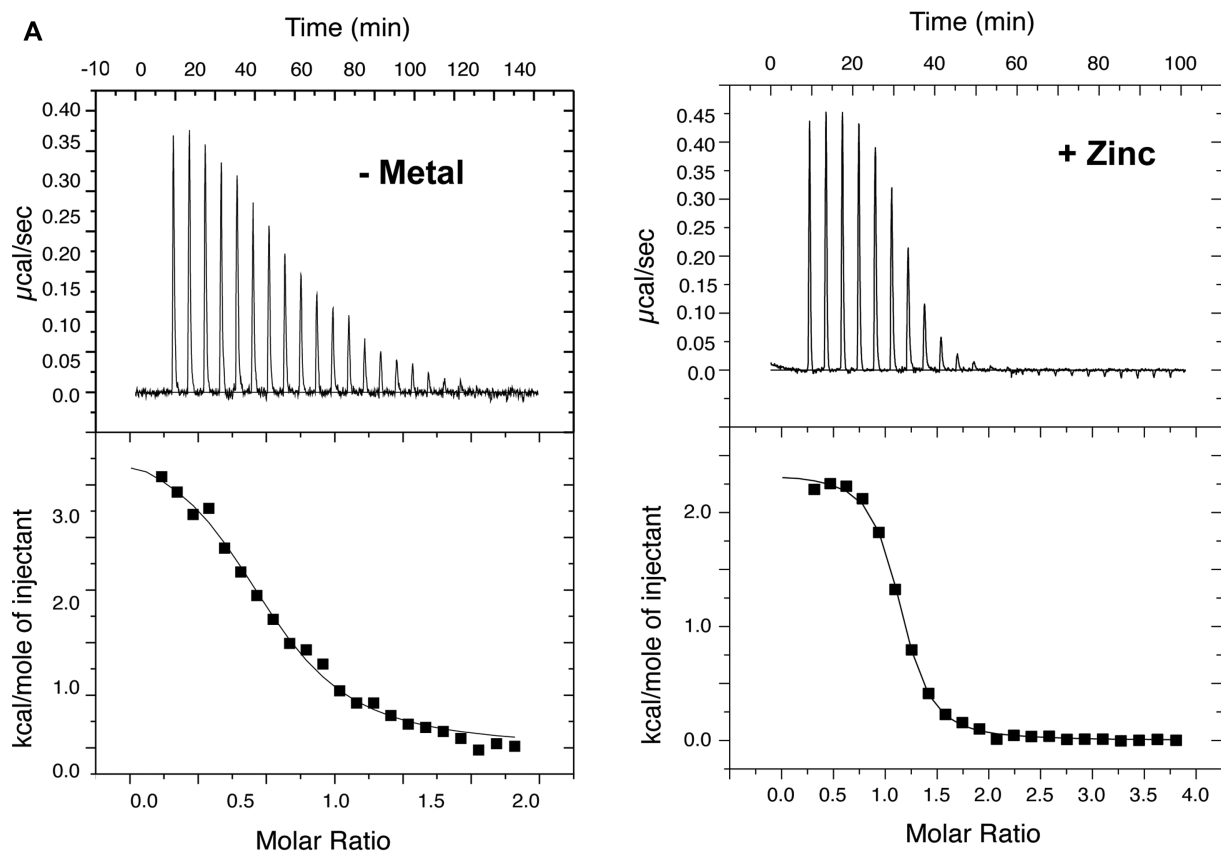 A
Time (min)
-10 0 20 40 60 80 100 120 140
0.40
0.35
0.30
0.25
0.20
0.15
0.10
0.05
0.0
µcal/sec
- Metal
3.0
2.0
1.0
0.0
kcal/mole of injectant
0.0 0.5 1.0 1.5 2.0
Molar Ratio
Time (min)
0 20 40 60 80 100
0.45
0.40
0.35
0.30
0.25
0.20
0.15
0.10
0.05
0.0
µcal/sec
+ Zinc
2.0
1.0
0.0
kcal/mole of injectant
0.0 0.5 1.0 1.5 2.0 2.5 3.0 3.5 4.0
Molar Ratio